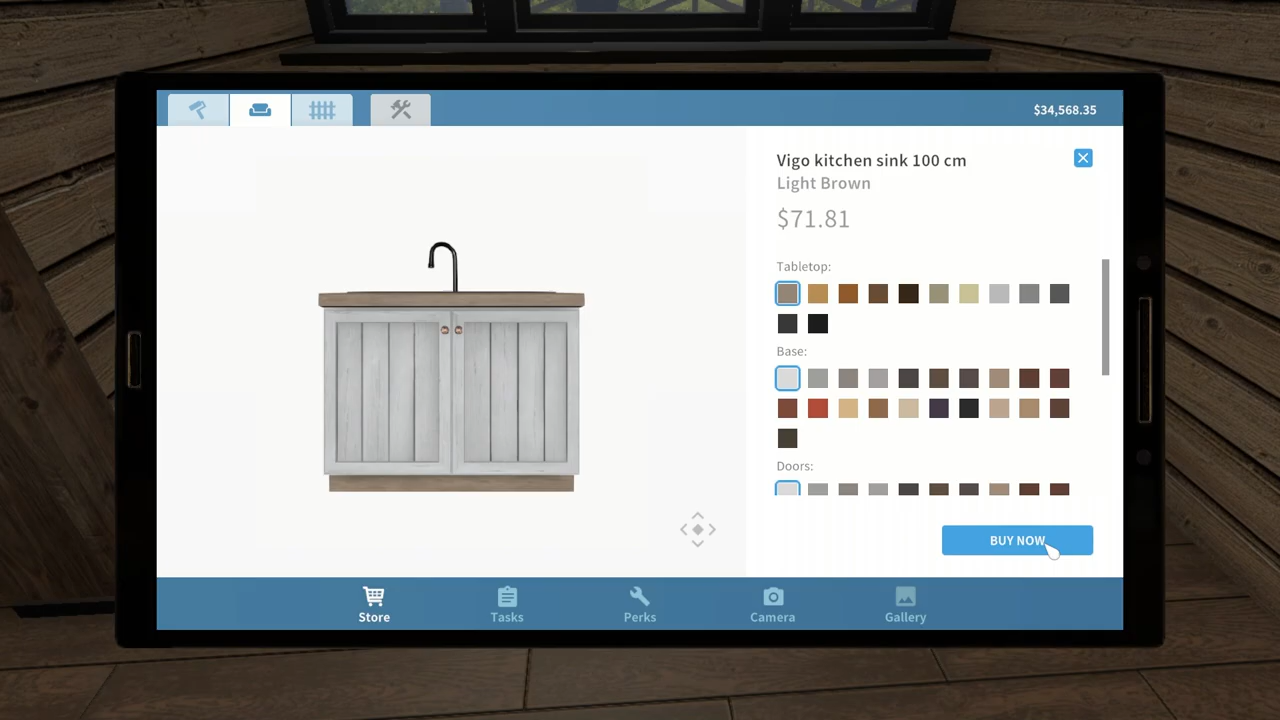 $34,568.35
Vigo kitchen sink 100 cm
Light Brown
$71.81
Tabletop:
Base:
Doors:
BUY NOW
Store
Tasks
Perks
Camera
Gallery